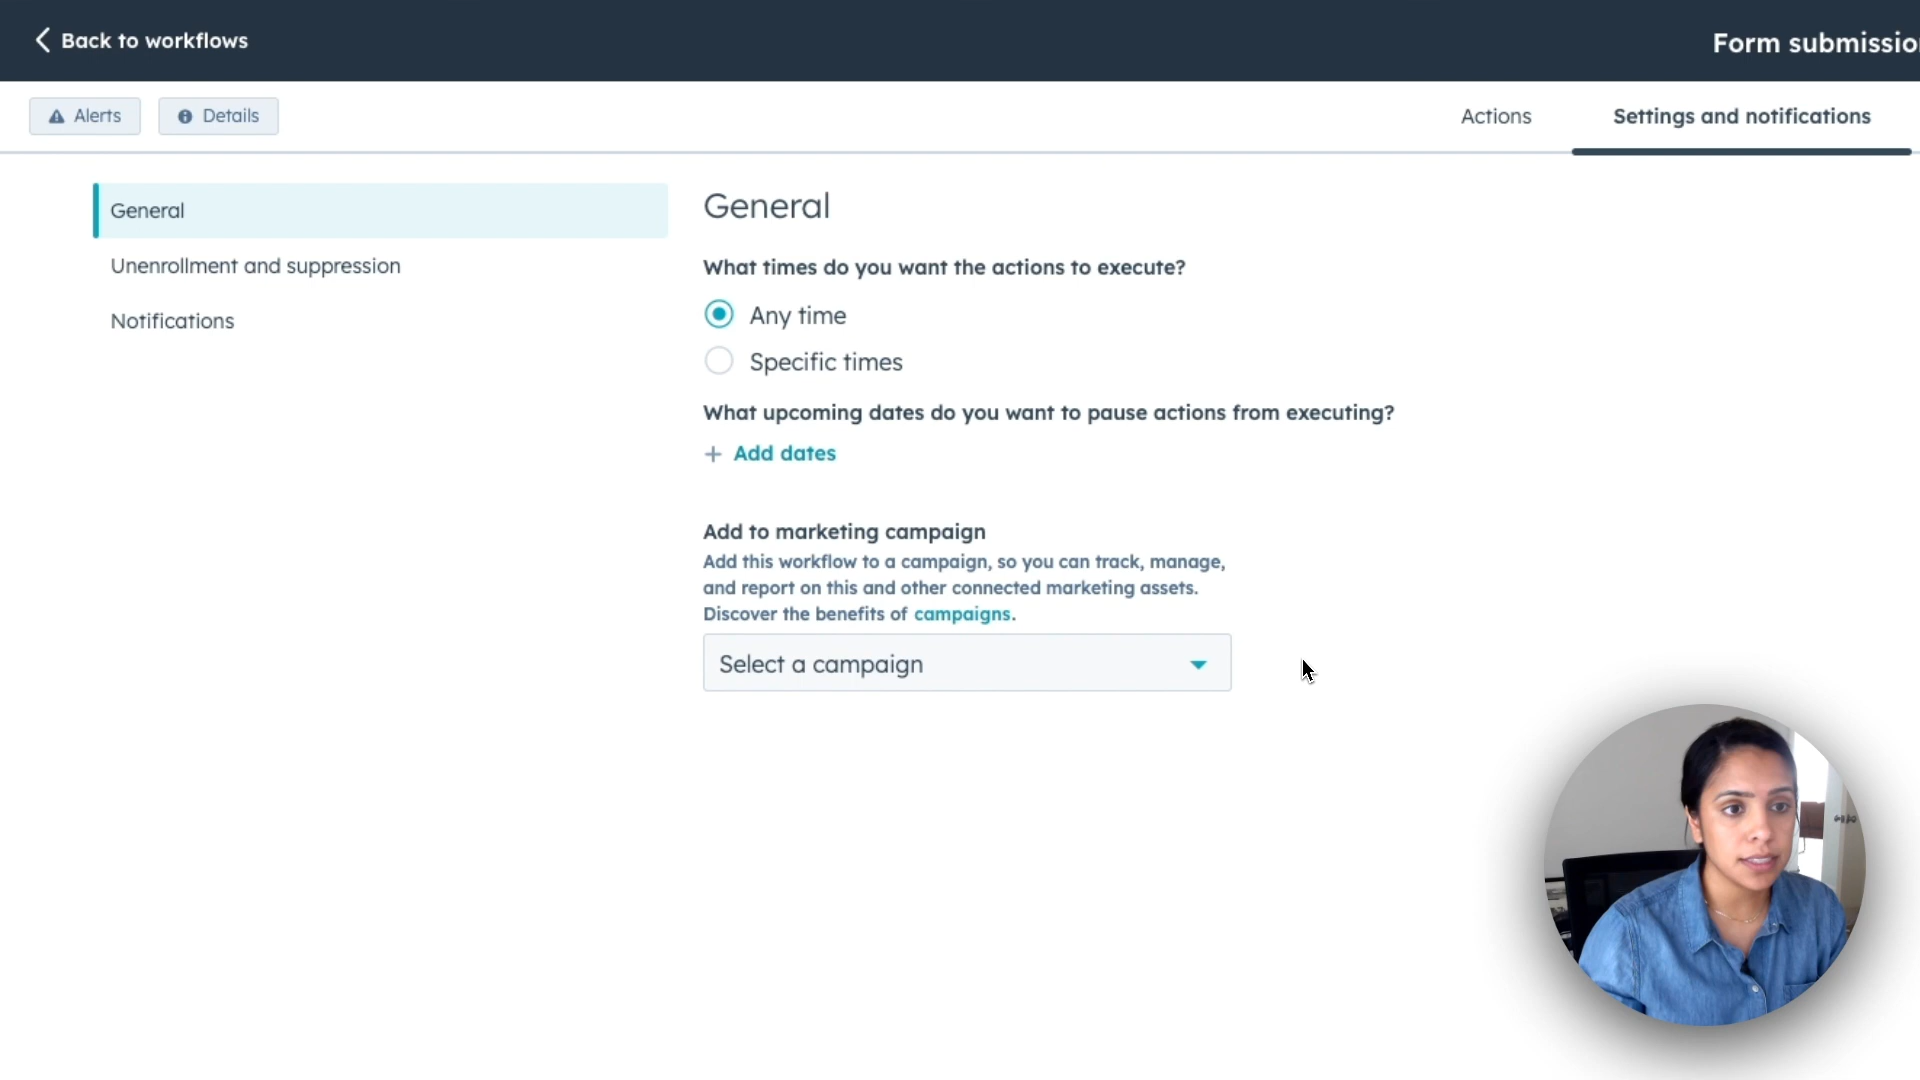 Back to workflows
Form submissio
Alerts
Details
Actions
Settings and notifications
General
Unenrollment and suppression
Notifications
General
What times do you want the actions to execute?
Any time
Specific times
What upcoming dates do you want to pause actions from executing?
+ Add dates
Add to marketing campaign
Add this workflow to a campaign, so you can track, manage,
and report on this and other connected marketing assets.
Discover the benefits of campaigns.
Select a campaign